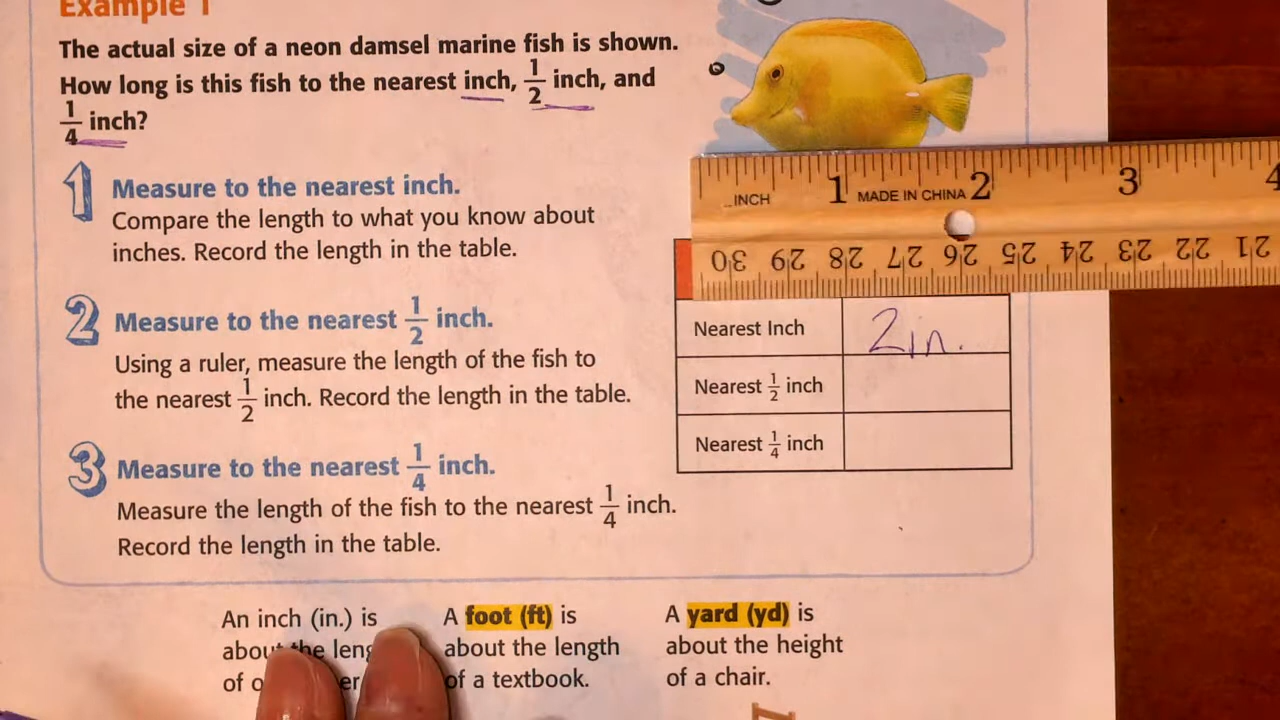 Example 1
The actual size of a neon damsel marine fish is shown.
How long is this fish to the nearest inch, 1/2 inch, and
1/4 inch?
1 Measure to the nearest inch.
Compare the length to what you know about
inches. Record the length in the table.
2 Measure to the nearest 1/2 inch.
Using a ruler, measure the length of the fish to
the nearest 1/2 inch. Record the length in the table.
3 Measure to the nearest 1/4 inch.
Measure the length of the fish to the nearest 1/4 inch.
Record the length in the table.
INCH 1 MADE IN CHINA 2 3 4
30 29 28 27 26 25 24 23 22 21
Nearest Inch 2in.
Nearest 1/2 inch
Nearest 1/4 inch
An inch (in.) is
about the
of
A foot (ft) is
about the length
of a textbook.
A yard (yd) is
about the height
of a chair.